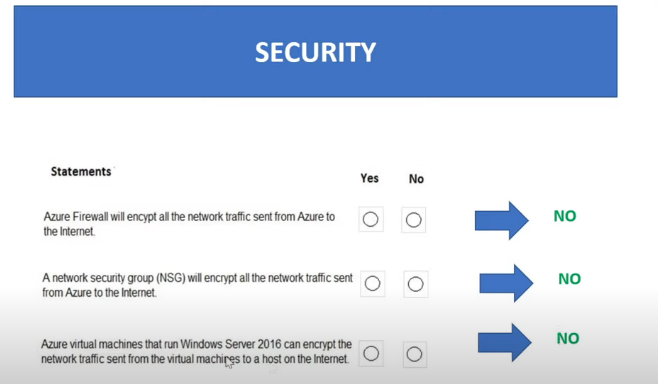 SECURITY
Statements
Yes No
Azure Firewall will encypt all the network traffic sent from Azure to
the Internet.
NO
A network security group (NSG) will encrypt all the network traffic sent
from Azure to the Internet.
NO
Azure virtual machines that run Windows Server 2016 can encrypt the
network traffic sent from the virtual machines to a host on the Internet.
NO